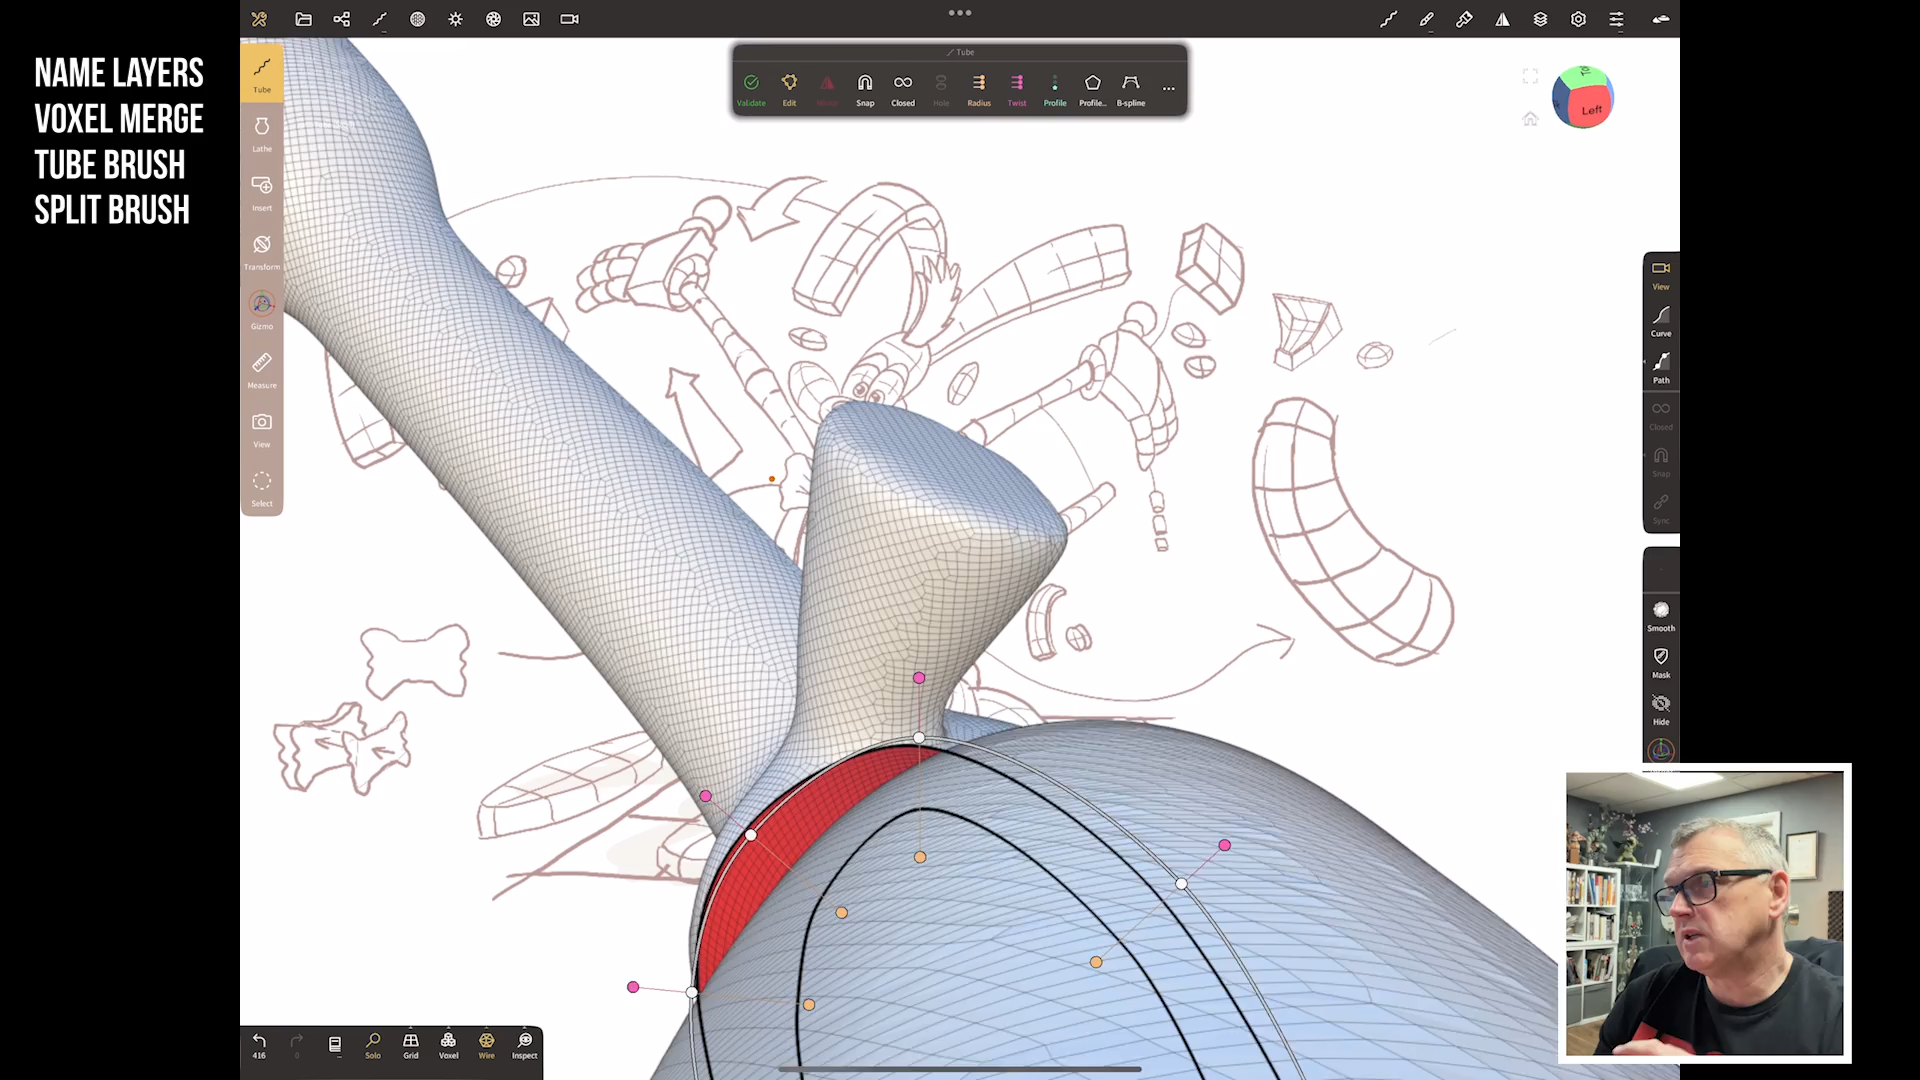 NAME LAYERS
VOXEL MERGE
TUBE BRUSH
SPLIT BRUSH
Tube
Validate
Edit
Snap
Closed
Hole
Radius
Twist
Profile
Profile...
B-spline
...
Left
Tube
Lathe
Insert
Transform
Gizmo
Measure
View
Select
View
Curve
Path
Closed
Snap
Sync
Smooth
Mask
Hide
416
0
Solo
Grid
Voxel
Wire
Inspect